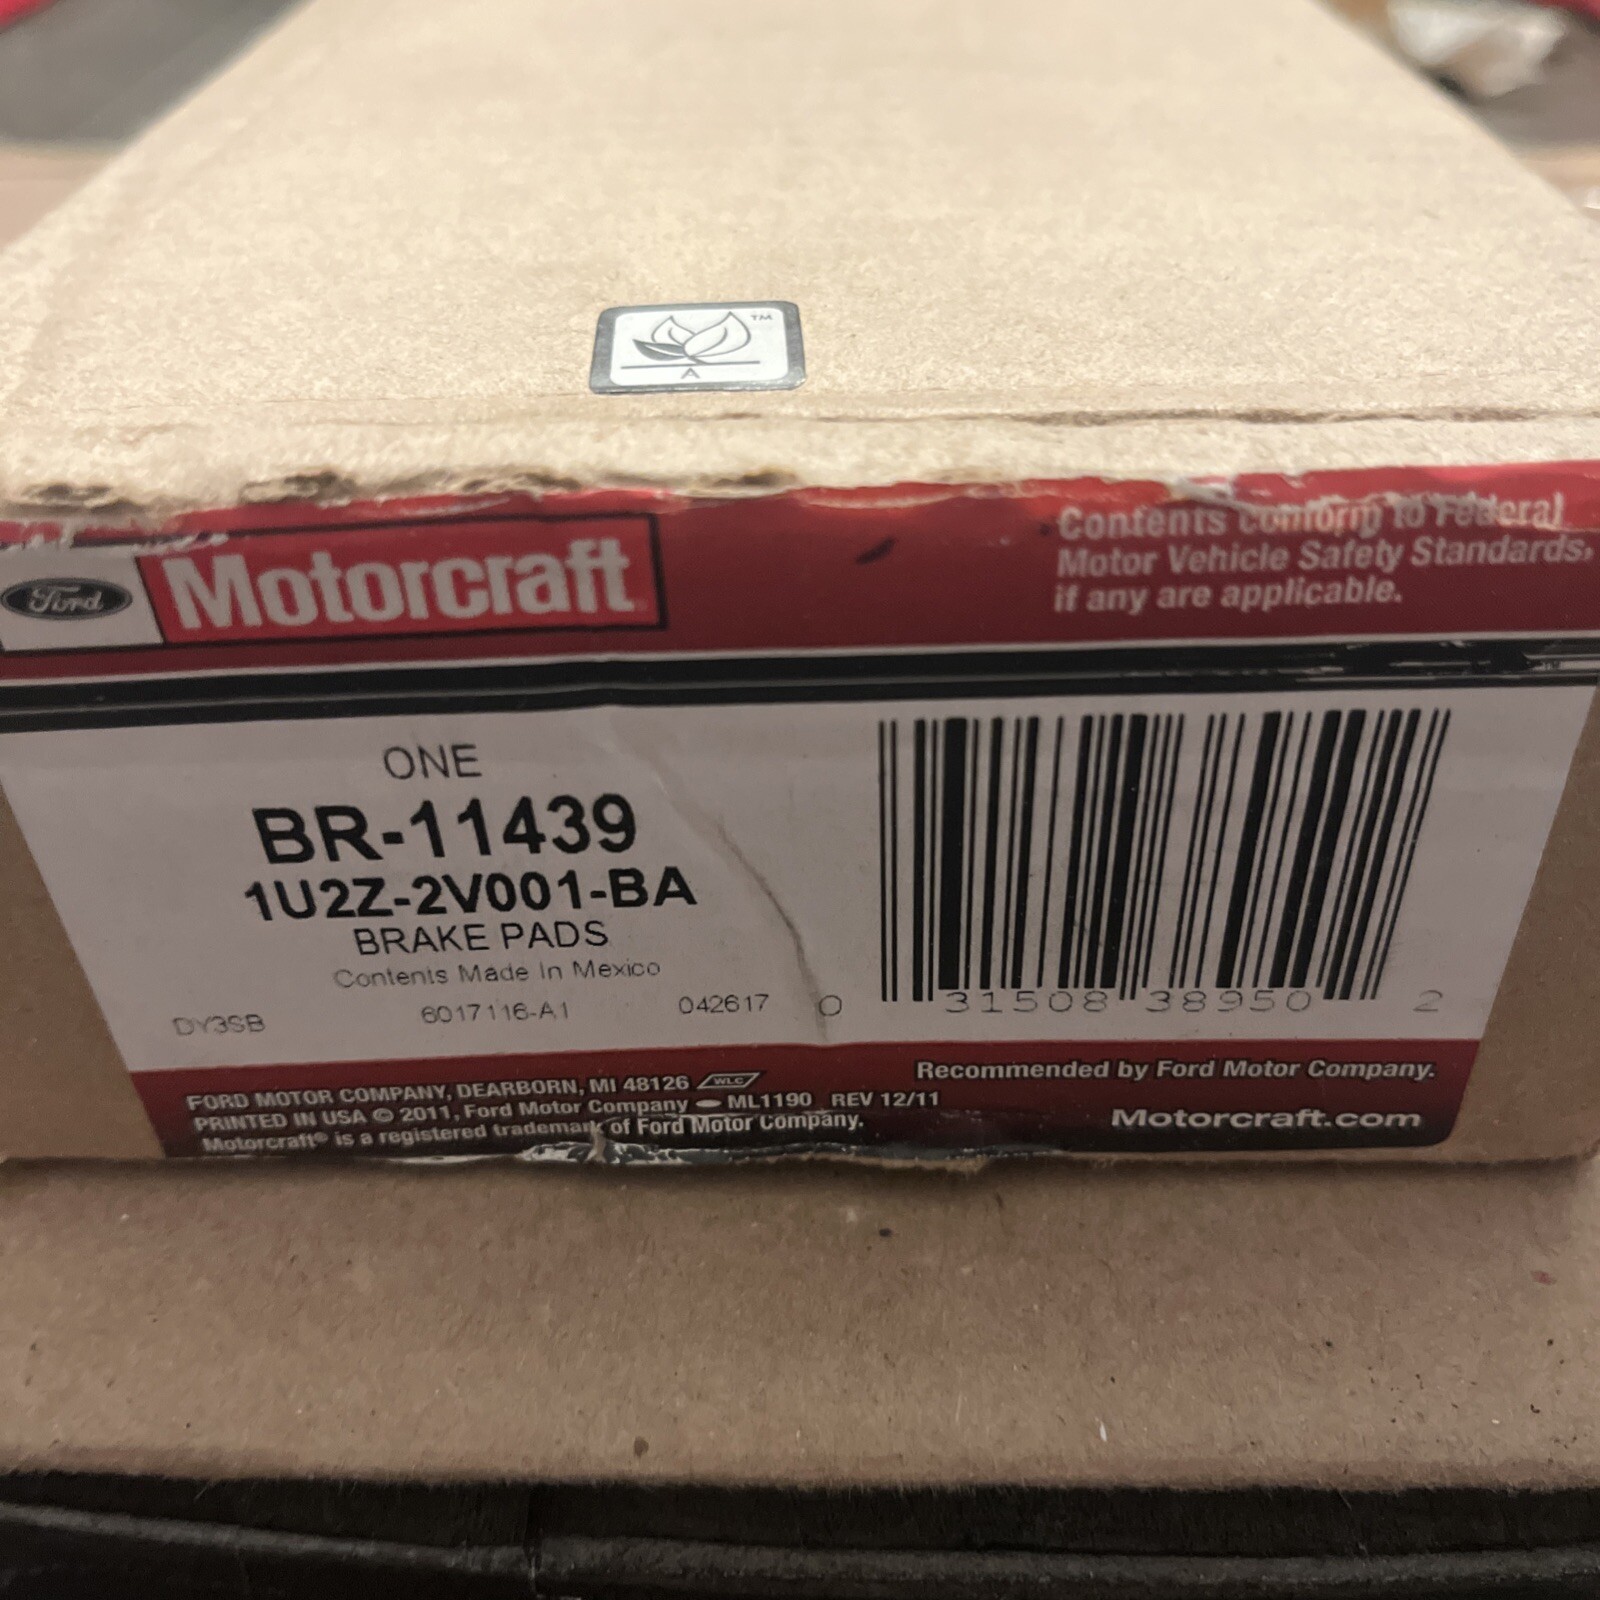 TM
A
Ford
Motorcraft
Contents conform to Federal
Motor Vehicle Safety Standards,
if any are applicable.
TM
ONE
BR-11439
1U2Z-2V001-BA
BRAKE PADS
Contents Made In Mexico
DY3SB 6017116-A1 042617
0 31508 38950 2
FORD MOTOR COMPANY, DEARBORN, MI 48126 WLC
PRINTED IN USA © 2011, Ford Motor Company ML1190 REV 12/11
Motorcraft® is a registered trademark of Ford Motor Company.
Recommended by Ford Motor Company.
Motorcraft.com